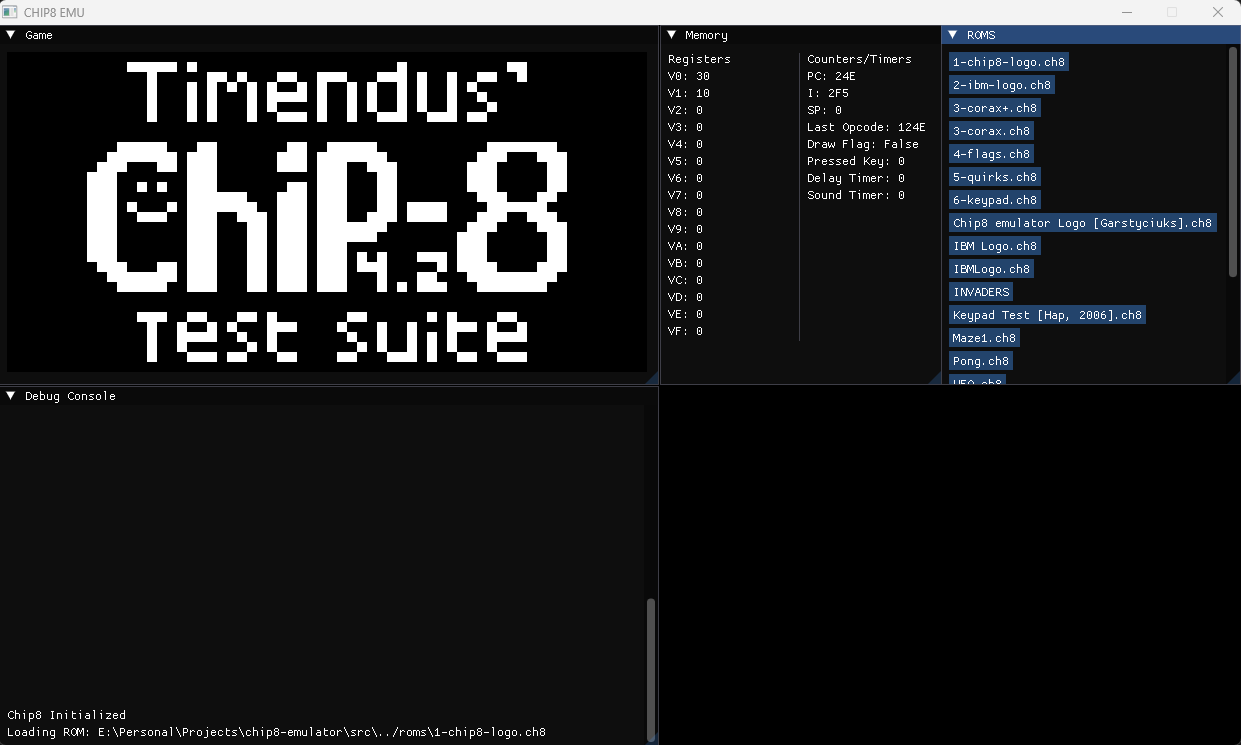 CHIP8 EMU
Game
Timendus'
CHIP-8
4.2
Test suite
Memory
Registers
V0: 30
V1: 10
V2: 0
V3: 0
V4: 0
V5: 0
V6: 0
V7: 0
V8: 0
V9: 0
VA: 0
VB: 0
VC: 0
VD: 0
VE: 0
VF: 0
Counters/Timers
PC: 24E
I: 2F5
SP: 0
Last Opcode: 124E
Draw Flag: False
Pressed Key: 0
Delay Timer: 0
Sound Timer: 0
ROMS
1-chip8-logo.ch8
2-ibm-logo.ch8
3-corax+.ch8
3-corax.ch8
4-flags.ch8
5-quirks.ch8
6-keypad.ch8
Chip8 emulator Logo [Garstyciuks].ch8
IBM Logo.ch8
IBMLogo.ch8
INVADERS
Keypad Test [Hap, 2006].ch8
Maze1.ch8
Pong.ch8
Debug Console
Chip8 Initialized
Loading ROM: E:\Personal\Projects\chip8-emulator\src\../roms\1-chip8-logo.ch8